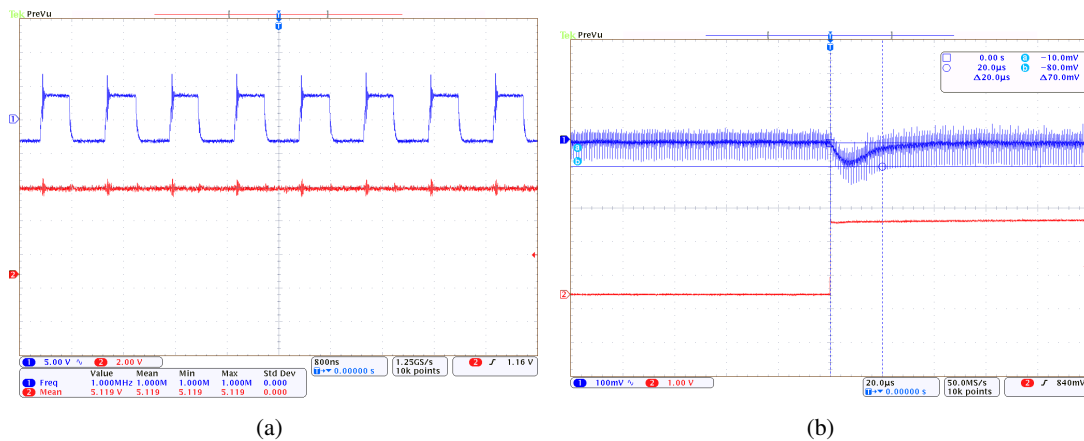 Tek PreVu
T
1
2
1 5.00 V ∿ 2 2.00 V
800ns
T→▼ 0.00000 s
1.25GS/s
10k points
2 ʃ 1.16 V
Value Mean Min Max Std Dev
1 Freq 1.000MHz 1.000M 1.000M 1.000M 0.000
2 Mean 5.119 V 5.119 5.119 5.119 0.000
(a)
Tek PreVu
T
0.00 s a −10.0mV
20.0µs b −80.0mV
Δ20.0µs Δ70.0mV
1
a
b
2
1 100mV ∿ 2 1.00 V
20.0µs
T→▼ 0.00000 s
50.0MS/s
10k points
2 ʃ 840mV
(b)